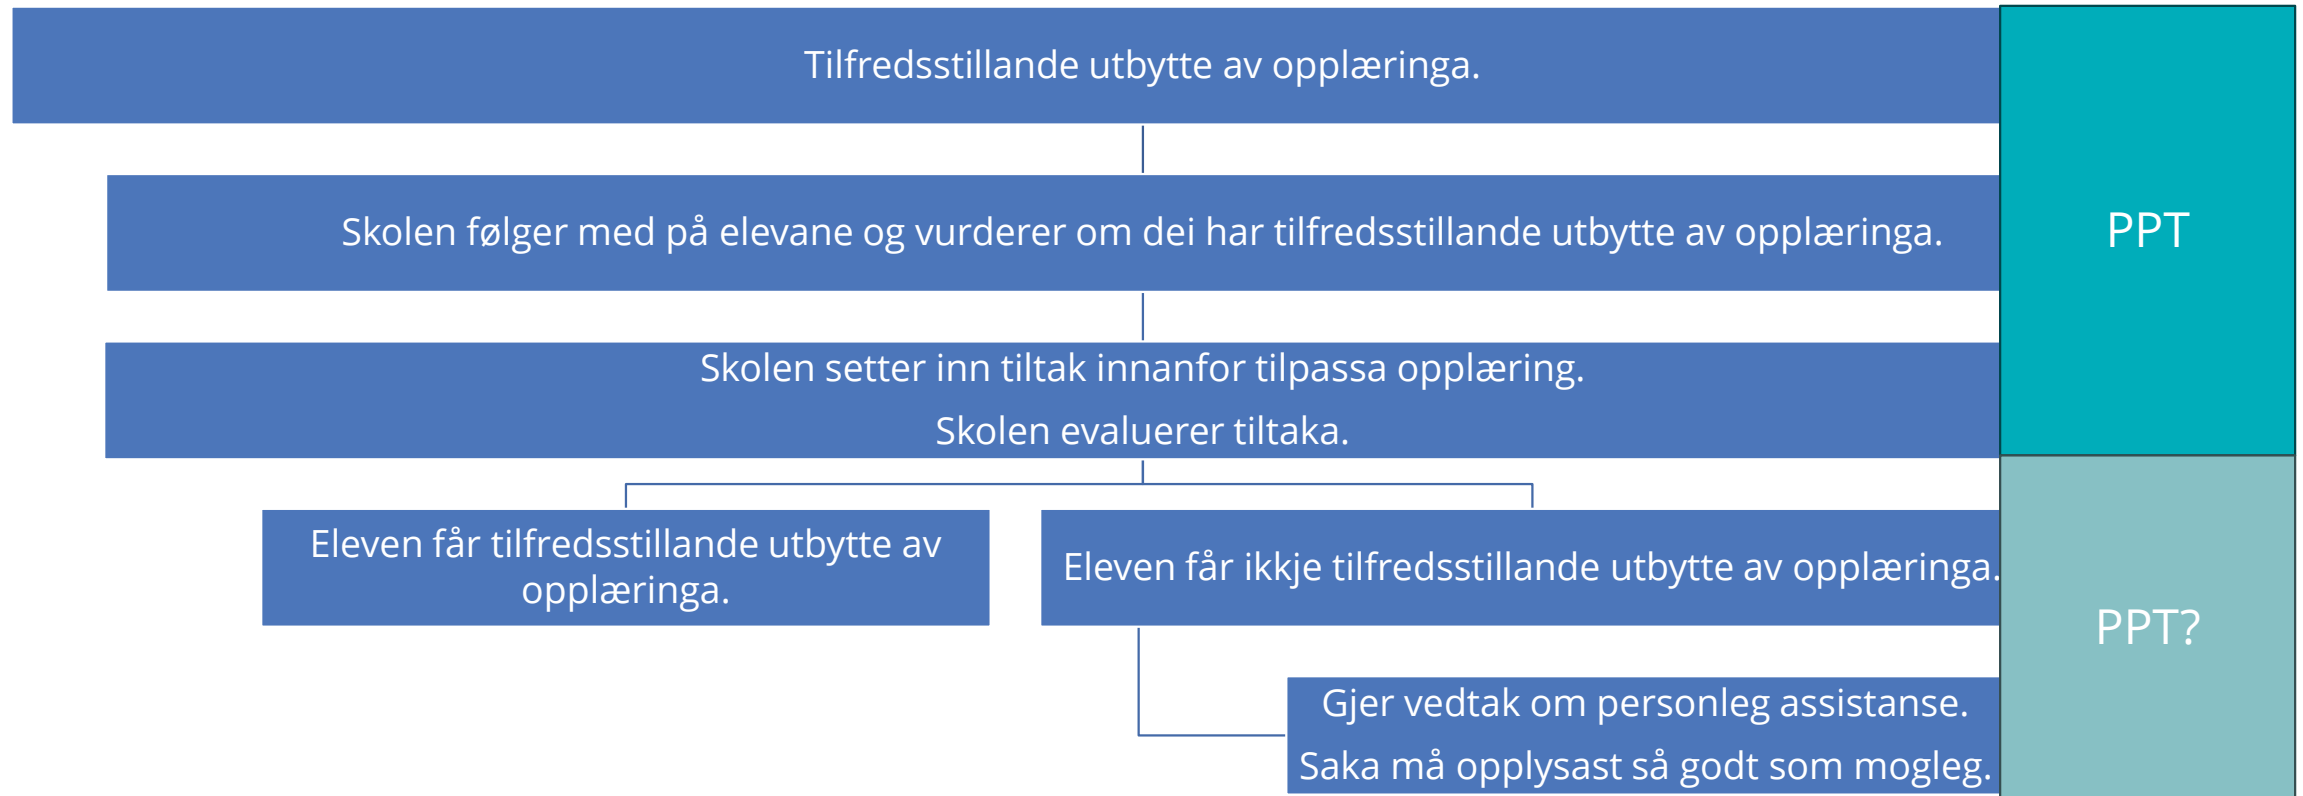 Tilfredsstillande utbytte av opplæringa.
Skolen følger med på elevane og vurderer om dei har tilfredsstillande utbytte av opplæringa.
PPT
Skolen setter inn tiltak innanfor tilpassa opplæring.
Skolen evaluerer tiltaka.
Eleven får tilfredsstillande utbytte av
opplæringa.
Eleven får ikkje tilfredsstillande utbytte av opplæringa.
PPT?
Gjer vedtak om personleg assistanse.
Saka må opplysast så godt som mogleg.